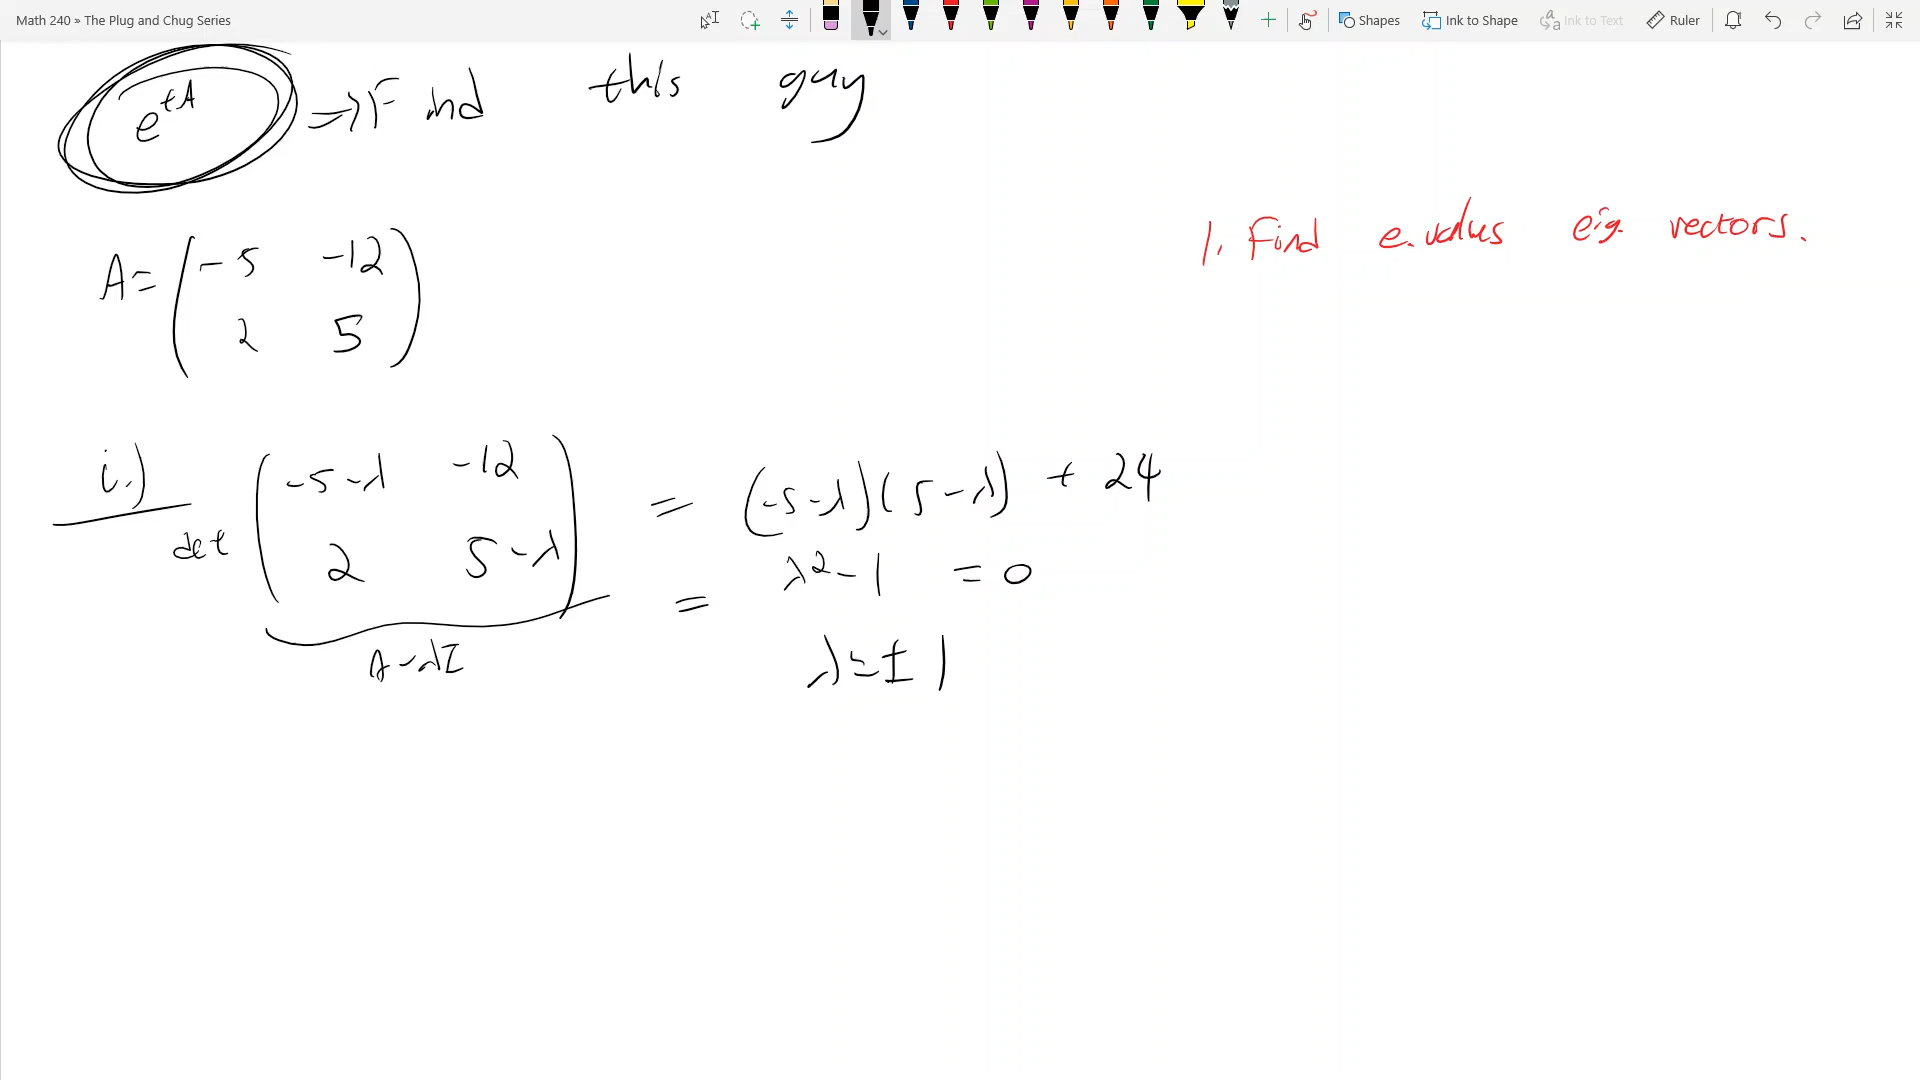 Math 240 » The Plug and Chug Series
Shapes Ink to Shape Ink to Text Ruler
e^{tA} ⇒ Find this guy
1. Find e.values eig. vectors.
A = ( -5 -12
2 5 )
i.) det ( -5-λ -12
2 5-λ ) = (-5-λ)(5-λ) + 24
A-λI
= λ² - 1 = 0
λ = ± 1